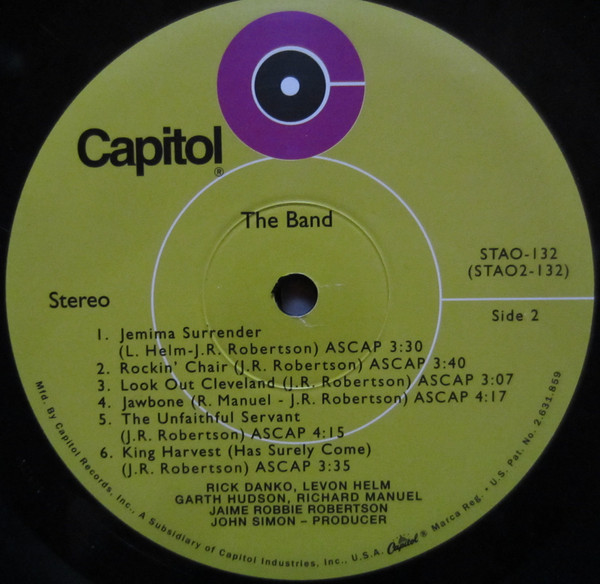 Capitol®
The Band
STAO-132
(STAO2-132)
Stereo
Side 2
1. Jemima Surrender
(L. Helm-J.R. Robertson) ASCAP 3:30
2. Rockin' Chair (J.R. Robertson) ASCAP 3:40
3. Look Out Cleveland (J.R. Robertson) ASCAP 3:07
4. Jawbone (R. Manuel - J.R. Robertson) ASCAP 4:17
5. The Unfaithful Servant
(J.R. Robertson) ASCAP 4:15
6. King Harvest (Has Surely Come)
(J.R. Robertson) ASCAP 3:35
RICK DANKO, LEVON HELM
GARTH HUDSON, RICHARD MANUEL
JAIME ROBBIE ROBERTSON
JOHN SIMON – PRODUCER
Mfd. By Capitol Records, Inc., A Subsidiary of Capitol Industries, Inc., U.S.A. Capitol ® Marca Reg. • U.S. Pat. No. 2.631.859